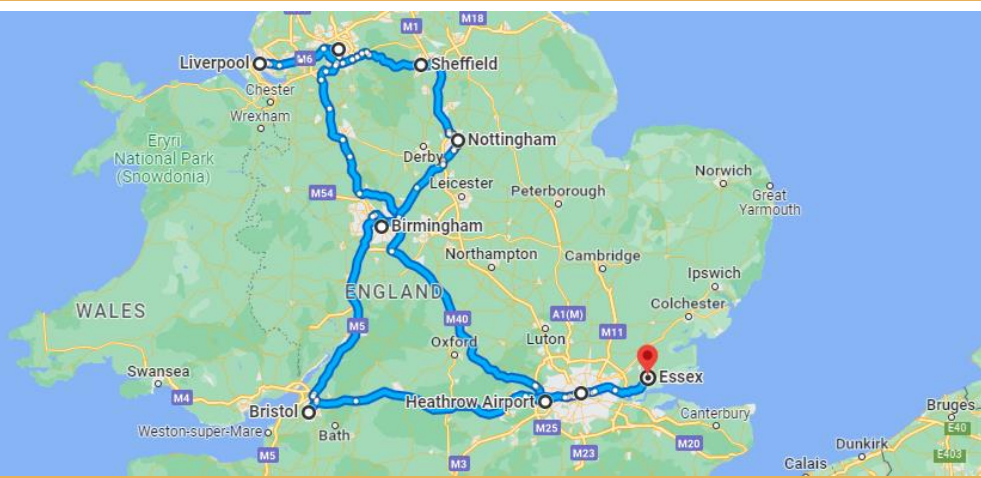 M1
M18
Liverpool
M6
Sheffield
Chester
Wrexham
Eryri
National Park
(Snowdonia)
Nottingham
Derby
Norwich
Great
Yarmouth
M54
Leicester
Peterborough
Birmingham
Northampton
Cambridge
Ipswich
WALES
ENGLAND
Colchester
M5
M40
A1(M)
M11
Oxford
Luton
Swansea
Essex
M4
Bristol
Heathrow Airport
Canterbury
Bruges
Weston-super-Mare
Bath
M25
E40
M5
M3
M23
M20
Dunkirk
E403
Calais